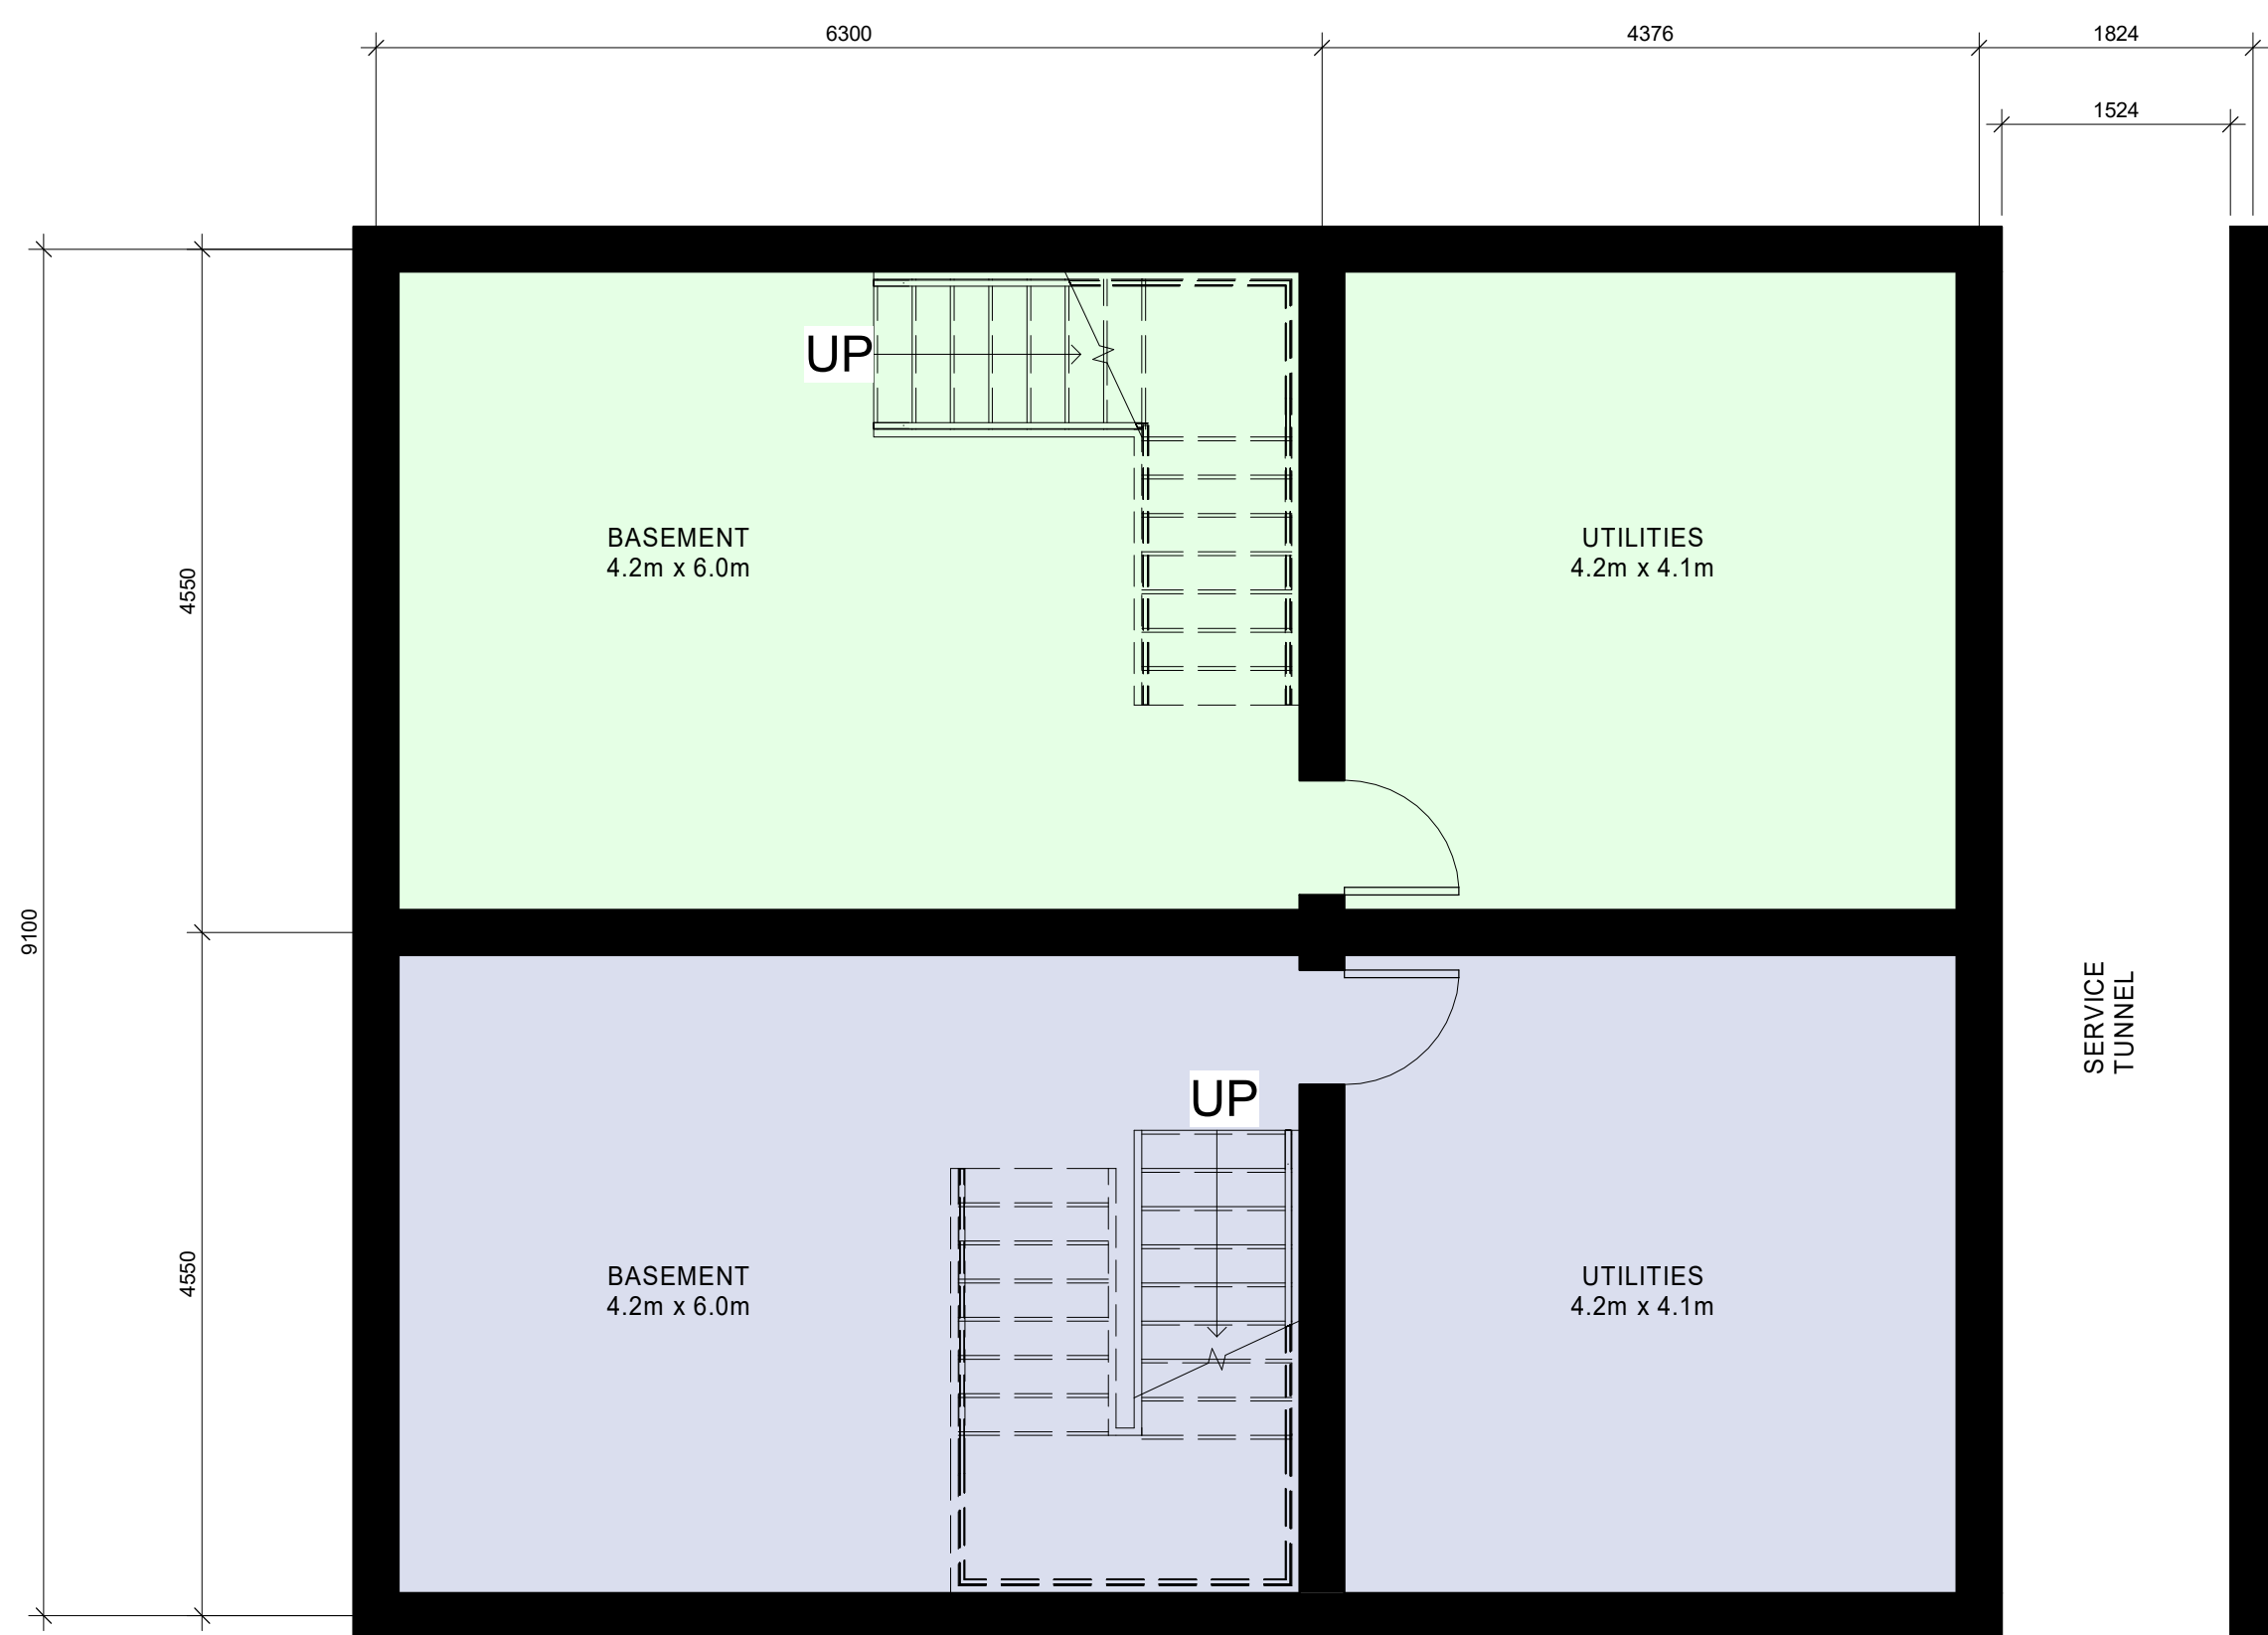 6300
4376
1824
1524
UP
BASEMENT
4.2m x 6.0m
UTILITIES
4.2m x 4.1m
4550
9100
SERVICE
TUNNEL
UP
BASEMENT
4.2m x 6.0m
UTILITIES
4.2m x 4.1m
4550